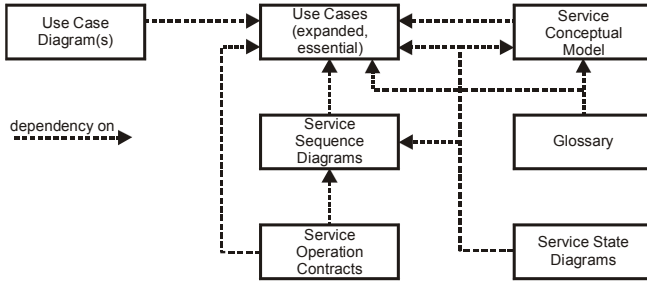 Use Case
Diagram(s)
Use Cases
(expanded,
essential)
Service
Conceptual
Model
dependency on
Service
Sequence
Diagrams
Glossary
Service
Operation
Contracts
Service State
Diagrams